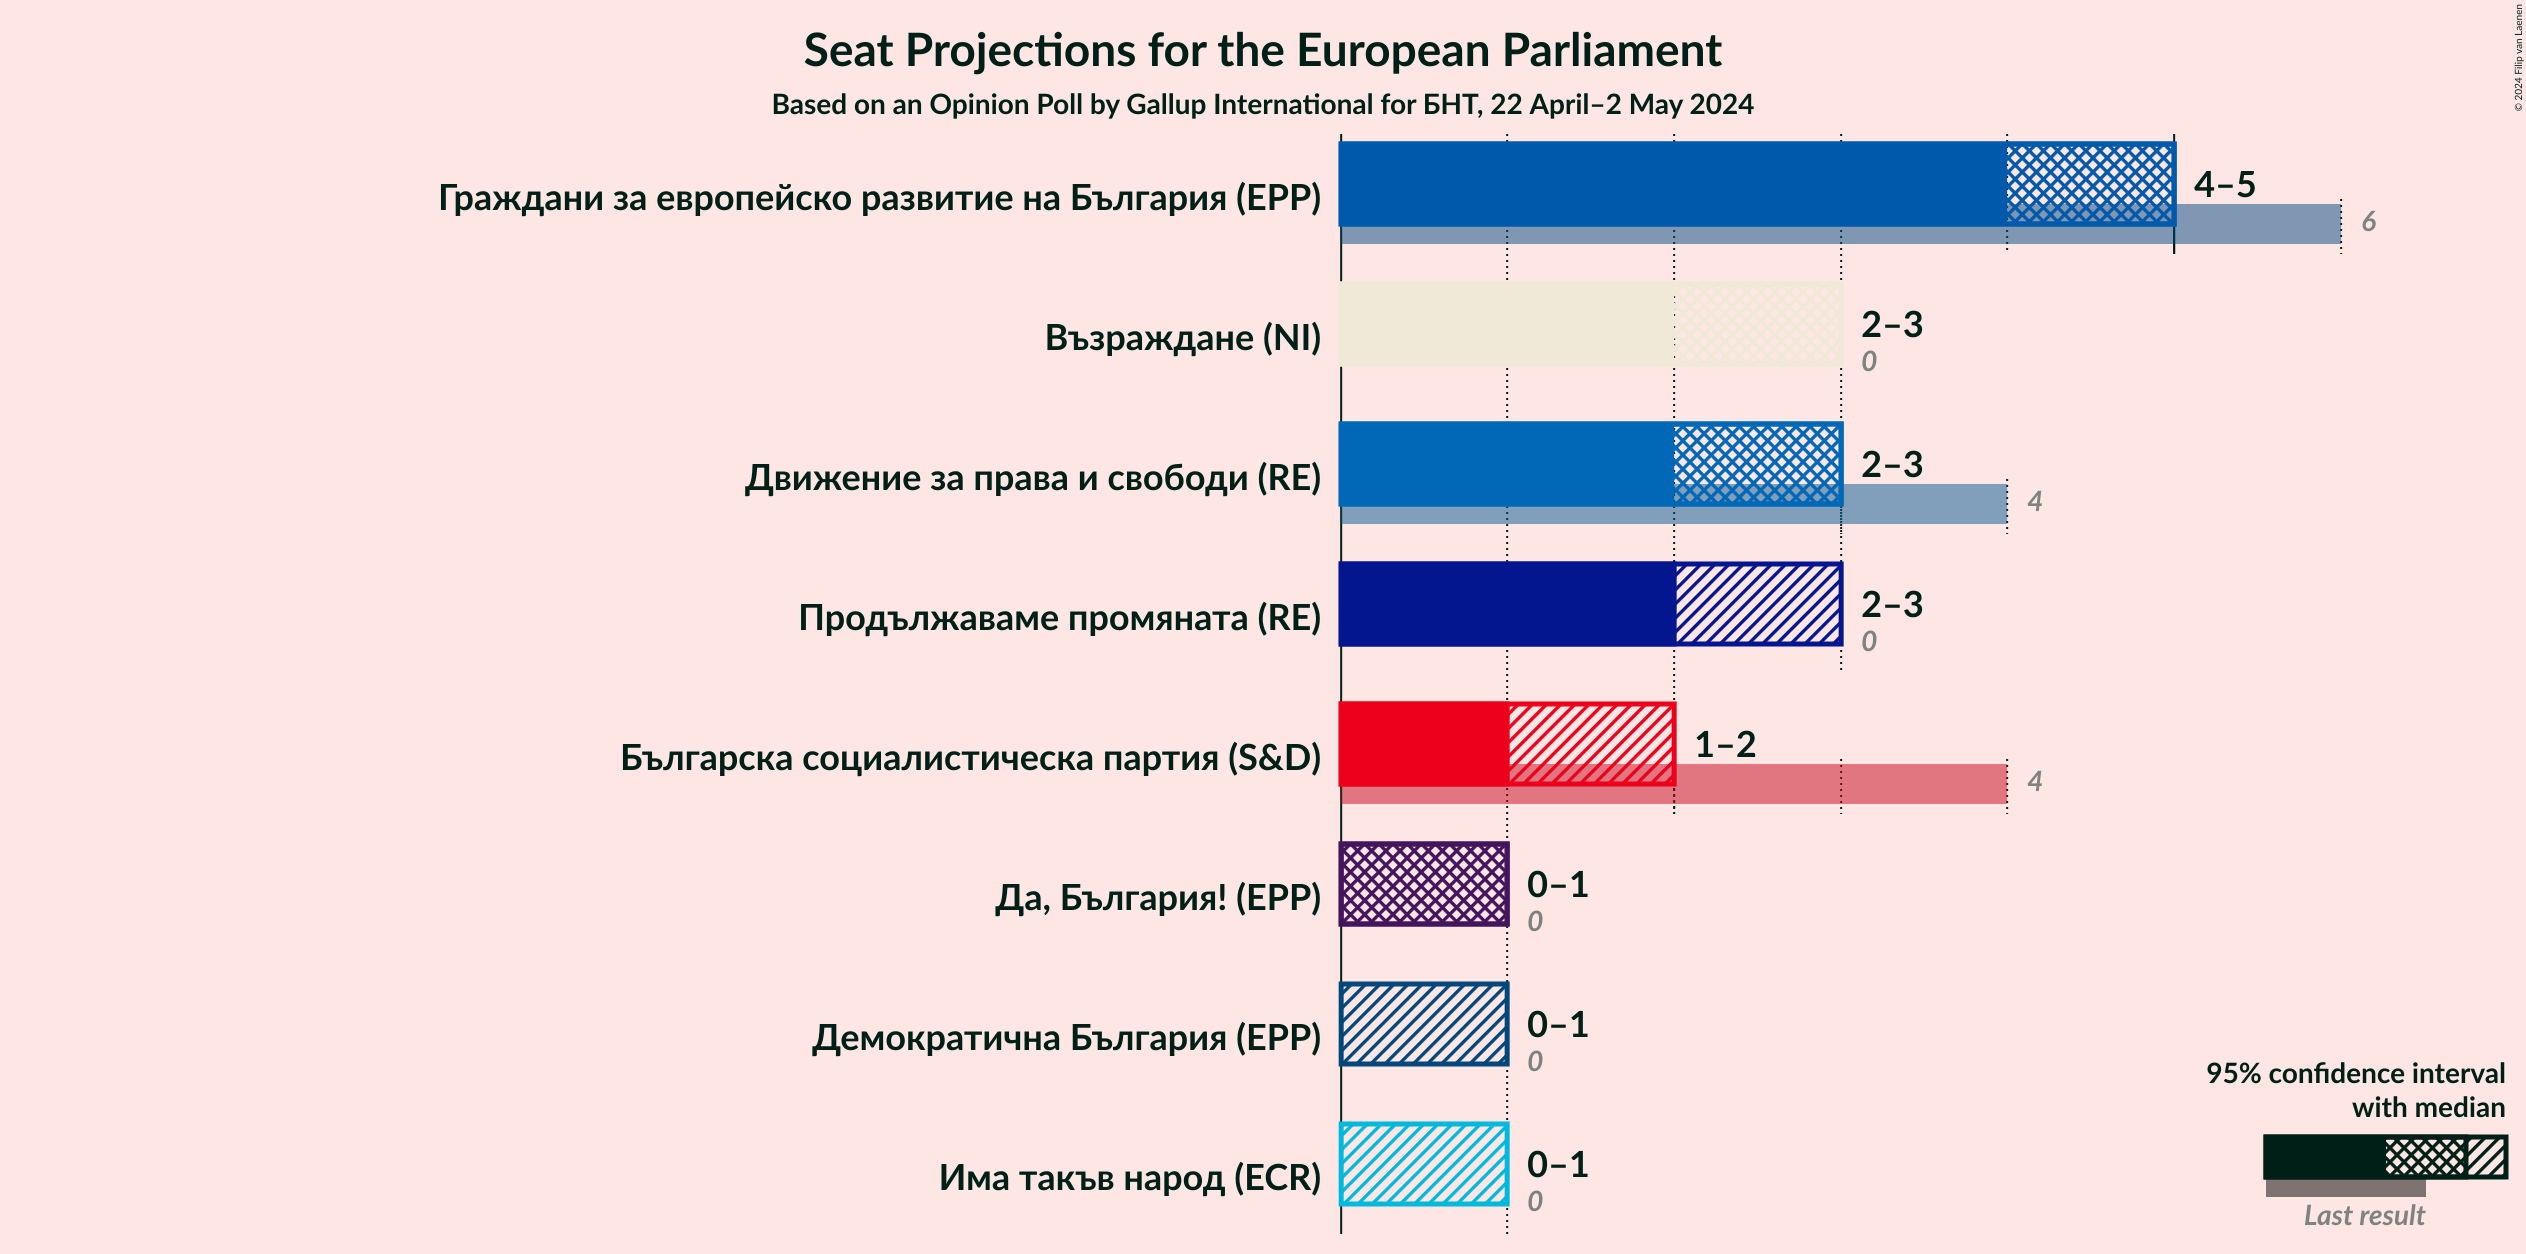 Seat Projections for the European Parliament
Based on an Opinion Poll by Gallup International for БНТ, 22 April–2 May 2024
© 2024 Filip van Laenen
Граждани за европейско развитие на България (EPP)
4–5
6
Възраждане (NI)
2–3
0
Движение за права и свободи (RE)
2–3
4
Продължаваме промяната (RE)
2–3
0
Българска социалистическа партия (S&D)
1–2
4
Да, България! (EPP)
0–1
0
Демократична България (EPP)
0–1
0
Има такъв народ (ECR)
0–1
0
95% confidence interval
with median
Last result